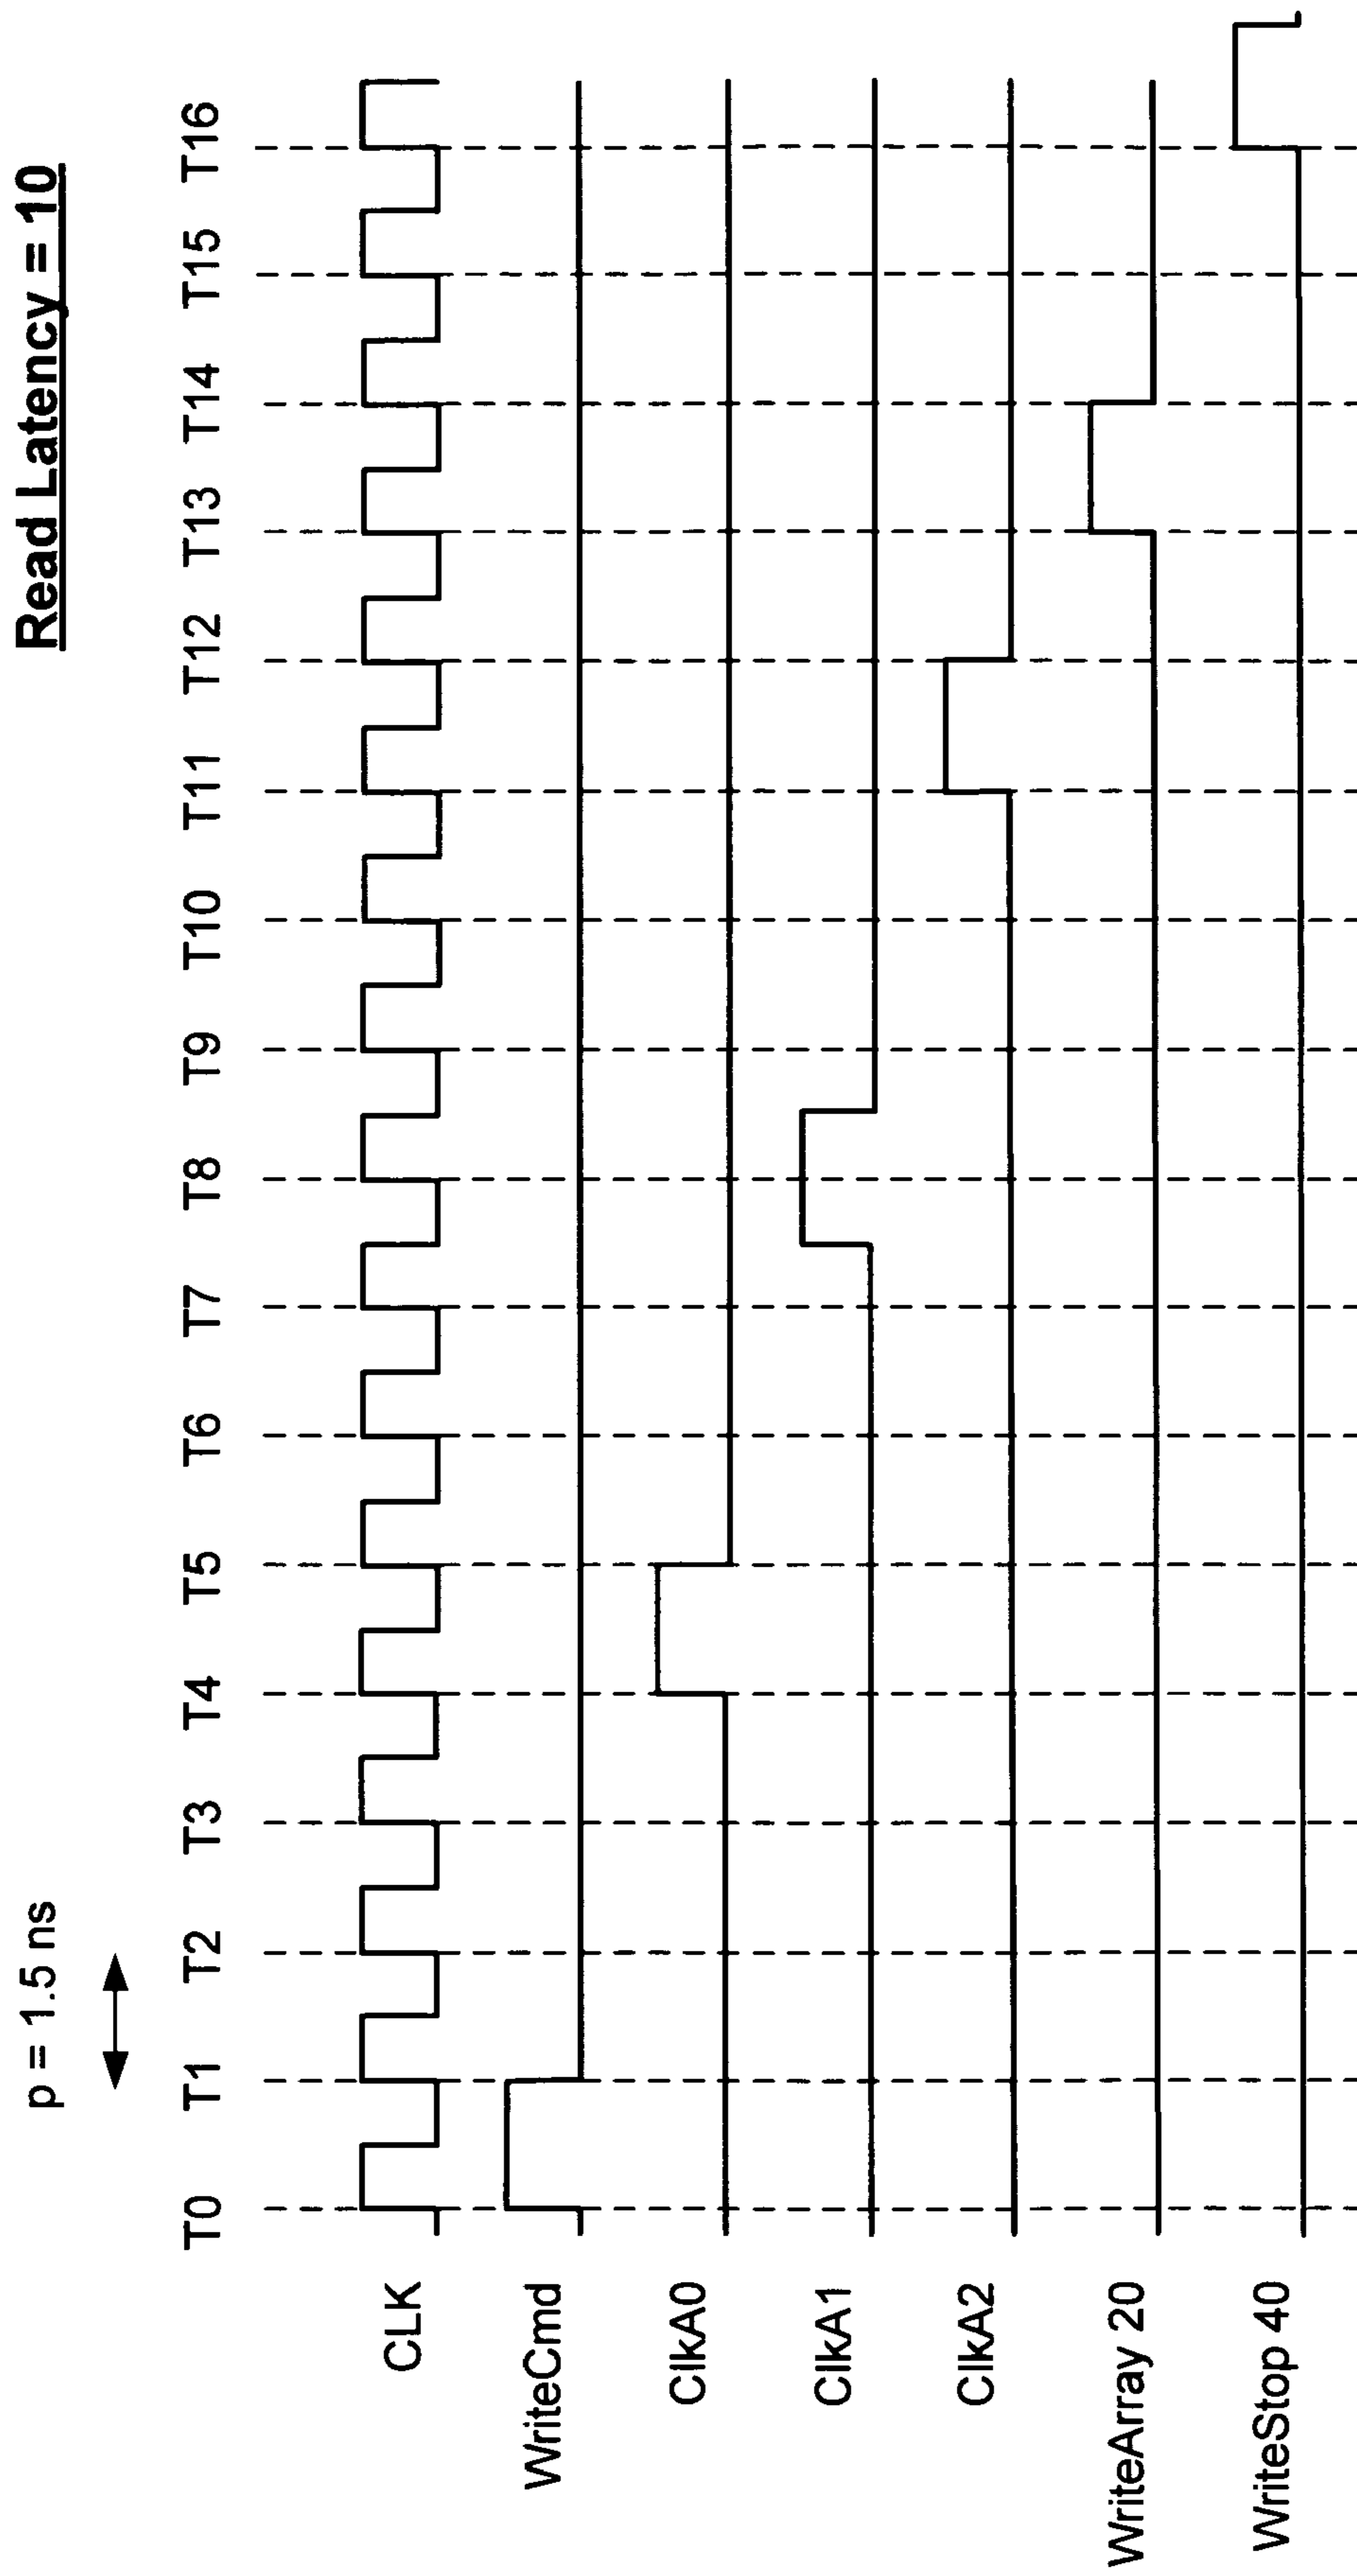 Read Latency = 10
p = 1.5 ns
T0 T1 T2 T3 T4 T5 T6 T7 T8 T9 T10 T11 T12 T13 T14 T15 T16
CLK
WriteCmd
ClkA0
ClkA1
ClkA2
WriteArray 20
WriteStop 40